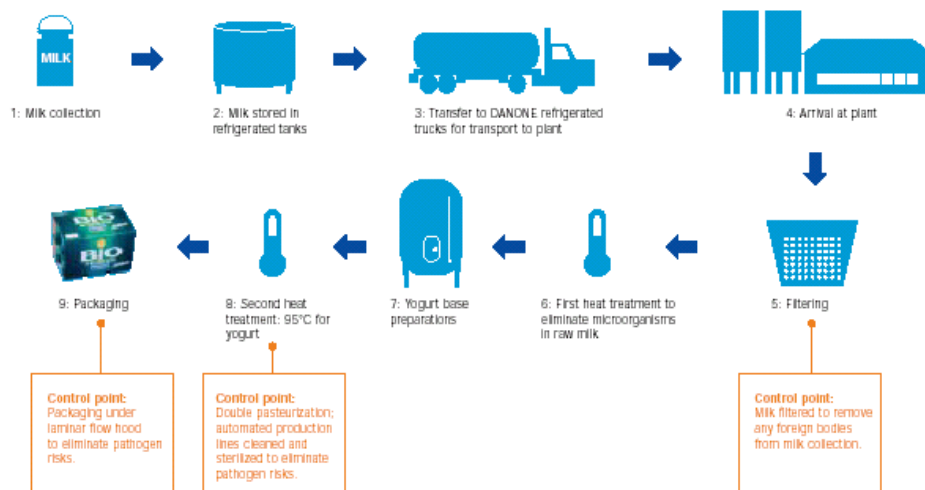 MILK
1: Milk collection
2: Milk stored in
refrigerated tanks
3: Transfer to DANONE refrigerated
trucks for transport to plant
4: Arrival at plant
BIO
BIO
9: Packaging
8: Second heat
treatment: 95°C for
yogurt
7: Yogurt base
preparations
6: First heat treatment to
eliminate microorganisms
in raw milk
5: Filtering
Control point:
Packaging under
laminar flow hood
to eliminate pathogen
risks.
Control point:
Double pasteurization;
automated production
lines cleaned and
sterilized to eliminate
pathogen risks.
Control point:
Milk filtered to remove
any foreign bodies
from milk collection.